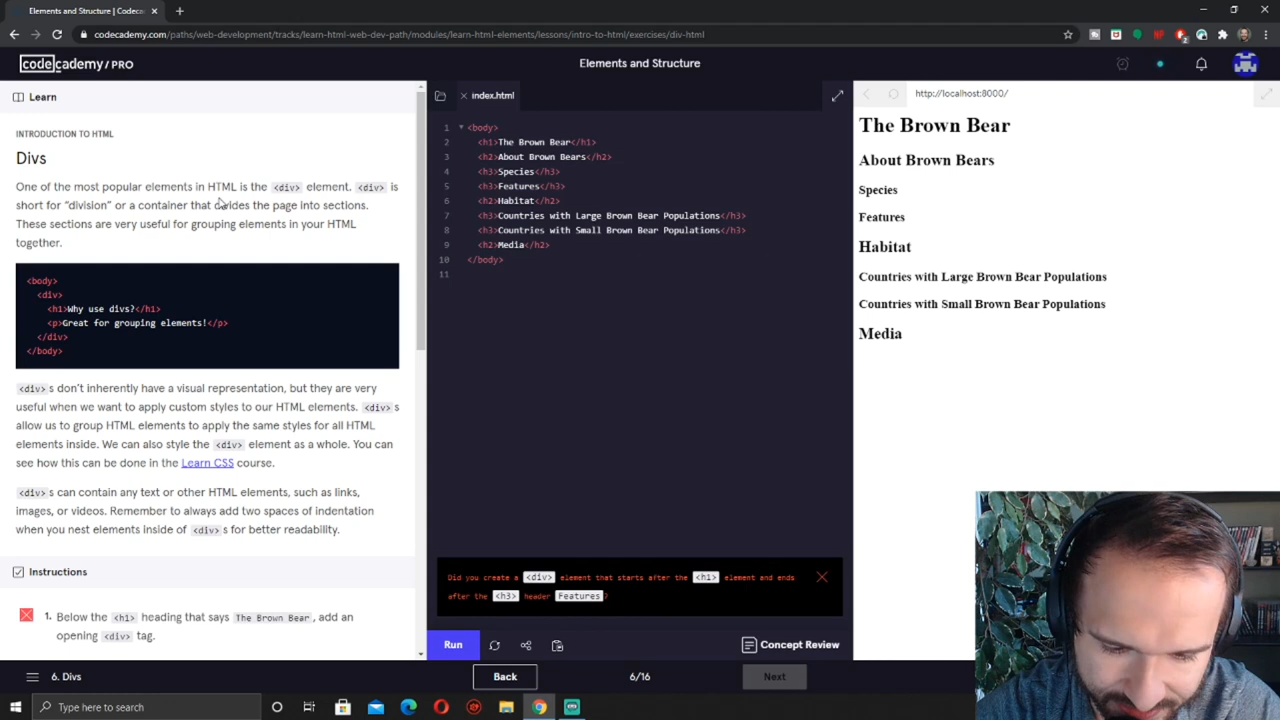 Elements and Structure | Codecad
codecademy.com/paths/web-development/tracks/learn-html-web-dev-path/modules/learn-html-elements/lessons/intro-to-html/exercises/div-html
codecademy/PRO
Elements and Structure
Learn
index.html
http://localhost:8000/
INTRODUCTION TO HTML
Divs
One of the most popular elements in HTML is the <div> element. <div> is
short for “division” or a container that divides the page into sections.
These sections are very useful for grouping elements in your HTML
together.
<body>
<div>
<h1>Why use divs?</h1>
<p>Great for grouping elements!</p>
</div>
</body>
<div>s don’t inherently have a visual representation, but they are very
useful when we want to apply custom styles to our HTML elements. <div>s
allow us to group HTML elements to apply the same styles for all HTML
elements inside. We can also style the <div> element as a whole. You can
see how this can be done in the Learn CSS course.
<div>s can contain any text or other HTML elements, such as links,
images, or videos. Remember to always add two spaces of indentation
when you nest elements inside of <div>s for better readability.
Instructions
1. Below the <h1> heading that says The Brown Bear, add an
opening <div> tag.
1 <body>
2 <h1>The Brown Bear</h1>
3 <h2>About Brown Bears</h2>
4 <h3>Species</h3>
5 <h3>Features</h3>
6 <h2>Habitat</h2>
7 <h3>Countries with Large Brown Bear Populations</h3>
8 <h3>Countries with Small Brown Bear Populations</h3>
9 <h2>Media</h2>
10 </body>
11
Did you create a <div> element that starts after the <h1> element and ends
after the <h3> header Features?
Run
Concept Review
The Brown Bear
About Brown Bears
Species
Features
Habitat
Countries with Large Brown Bear Populations
Countries with Small Brown Bear Populations
Media
6. Divs
Back
6/16
Next
Type here to search